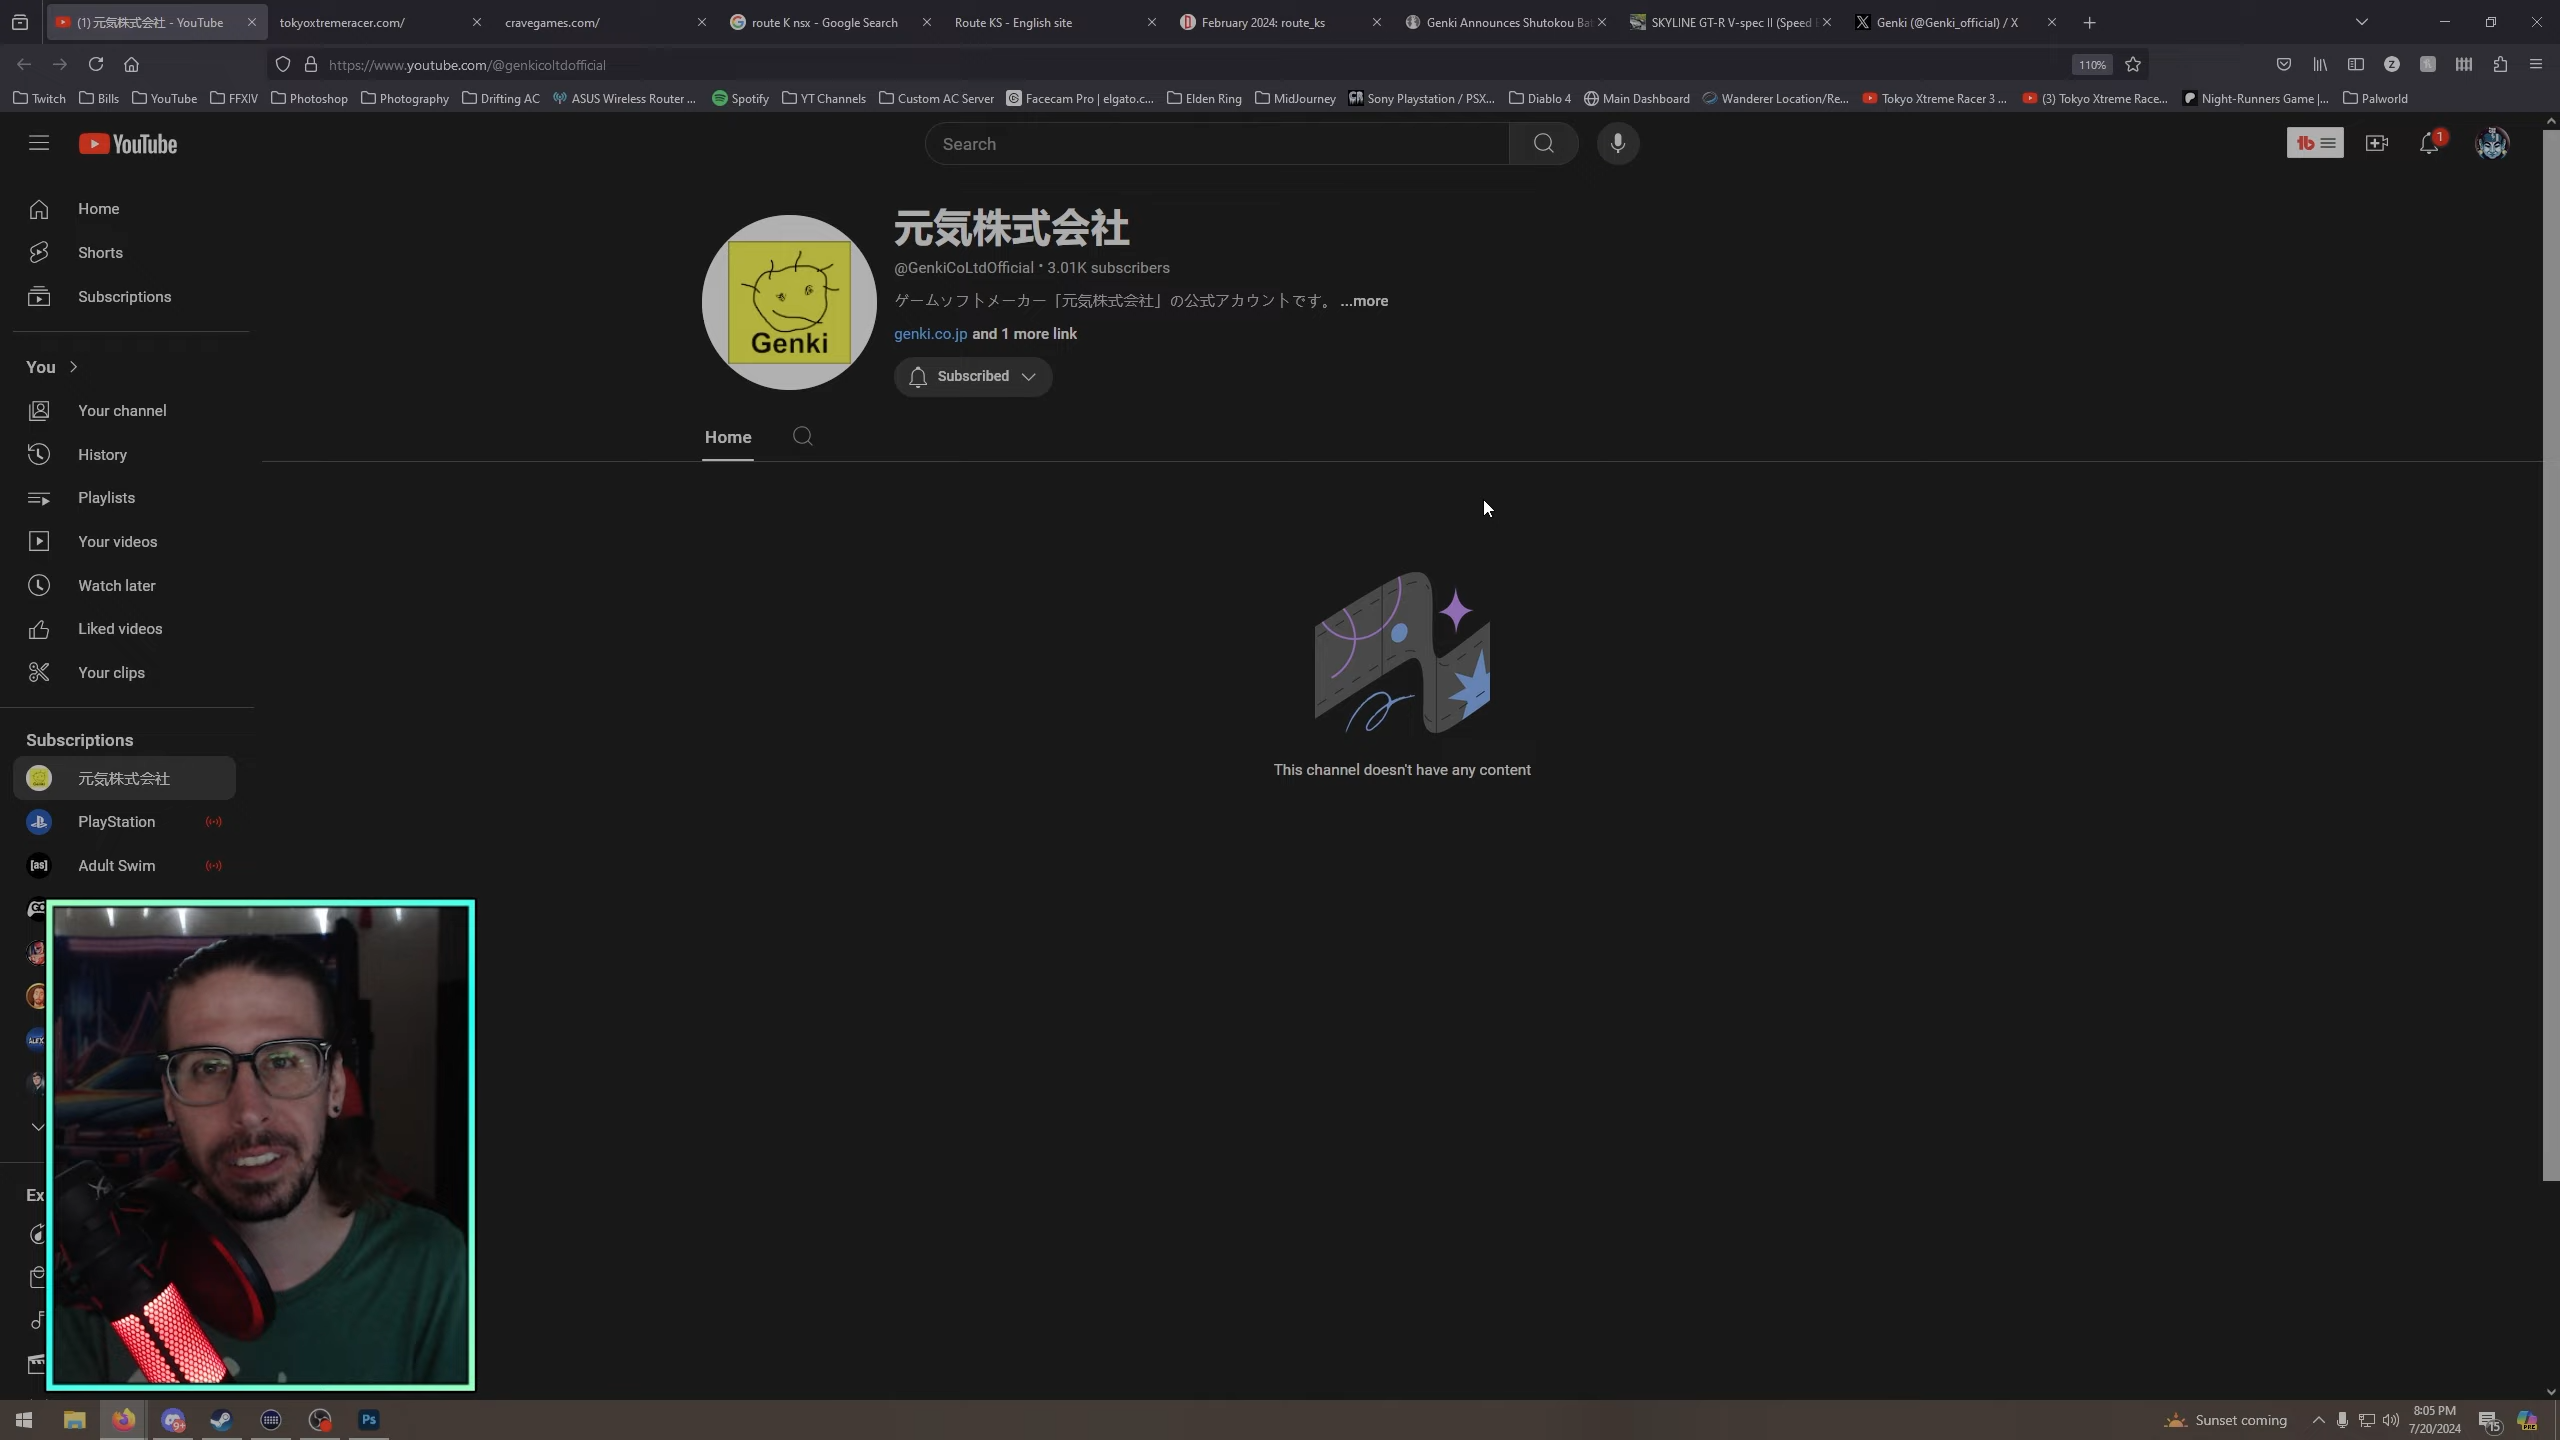 (1) 元気株式会社 - YouTube
tokyoxtremeracer.com/
cravegames.com/
route K nsx - Google Search
Route KS - English site
February 2024: route_ks
Genki Announces Shutokou Ba
SKYLINE GT-R V-spec II (Speed
Genki (@Genki_official) / X
https://www.youtube.com/@genkicoltdofficial
110%
Twitch
Bills
YouTube
FFXIV
Photoshop
Photography
Drifting AC
ASUS Wireless Router ...
Spotify
YT Channels
Custom AC Server
Facecam Pro | elgato.c...
Elden Ring
MidJourney
Sony Playstation / PSX...
Diablo 4
Main Dashboard
Wanderer Location/Re...
Tokyo Xtreme Racer 3 ...
(3) Tokyo Xtreme Race...
Night-Runners Game |...
Palworld
YouTube
Search
tb
1
Home
Shorts
Subscriptions
You
Your channel
History
Playlists
Your videos
Watch later
Liked videos
Your clips
Subscriptions
元気株式会社
PlayStation
[as] Adult Swim
Ex
Genki
元気株式会社
@GenkiCoLtdOfficial • 3.01K subscribers
ゲームソフトメーカー「元気株式会社」の公式アカウントです。 ...more
genki.co.jp and 1 more link
Subscribed
Home
This channel doesn't have any content
Ps
Sunset coming
8:05 PM
7/20/2024
15